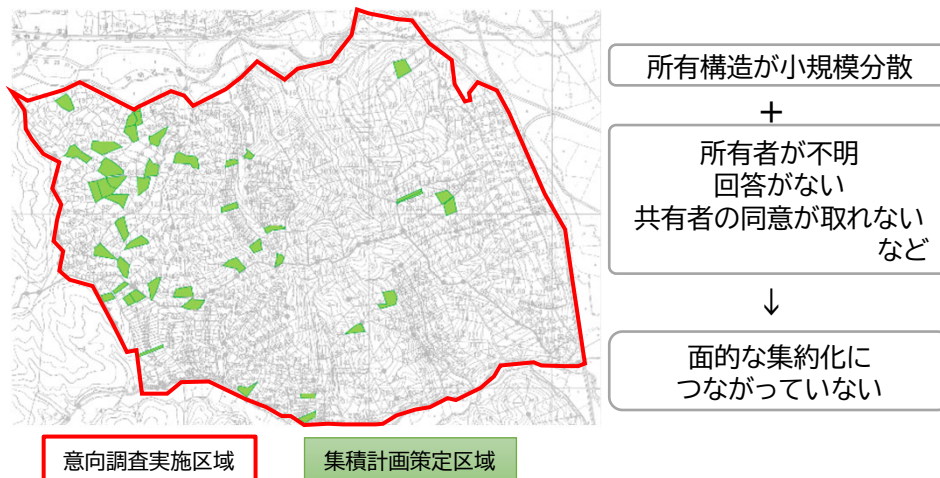 所有構造が小規模分散
＋
所有者が不明
回答がない
共有者の同意が取れない
など
↓
面的な集約化に
つながっていない
意向調査実施区域
集積計画策定区域